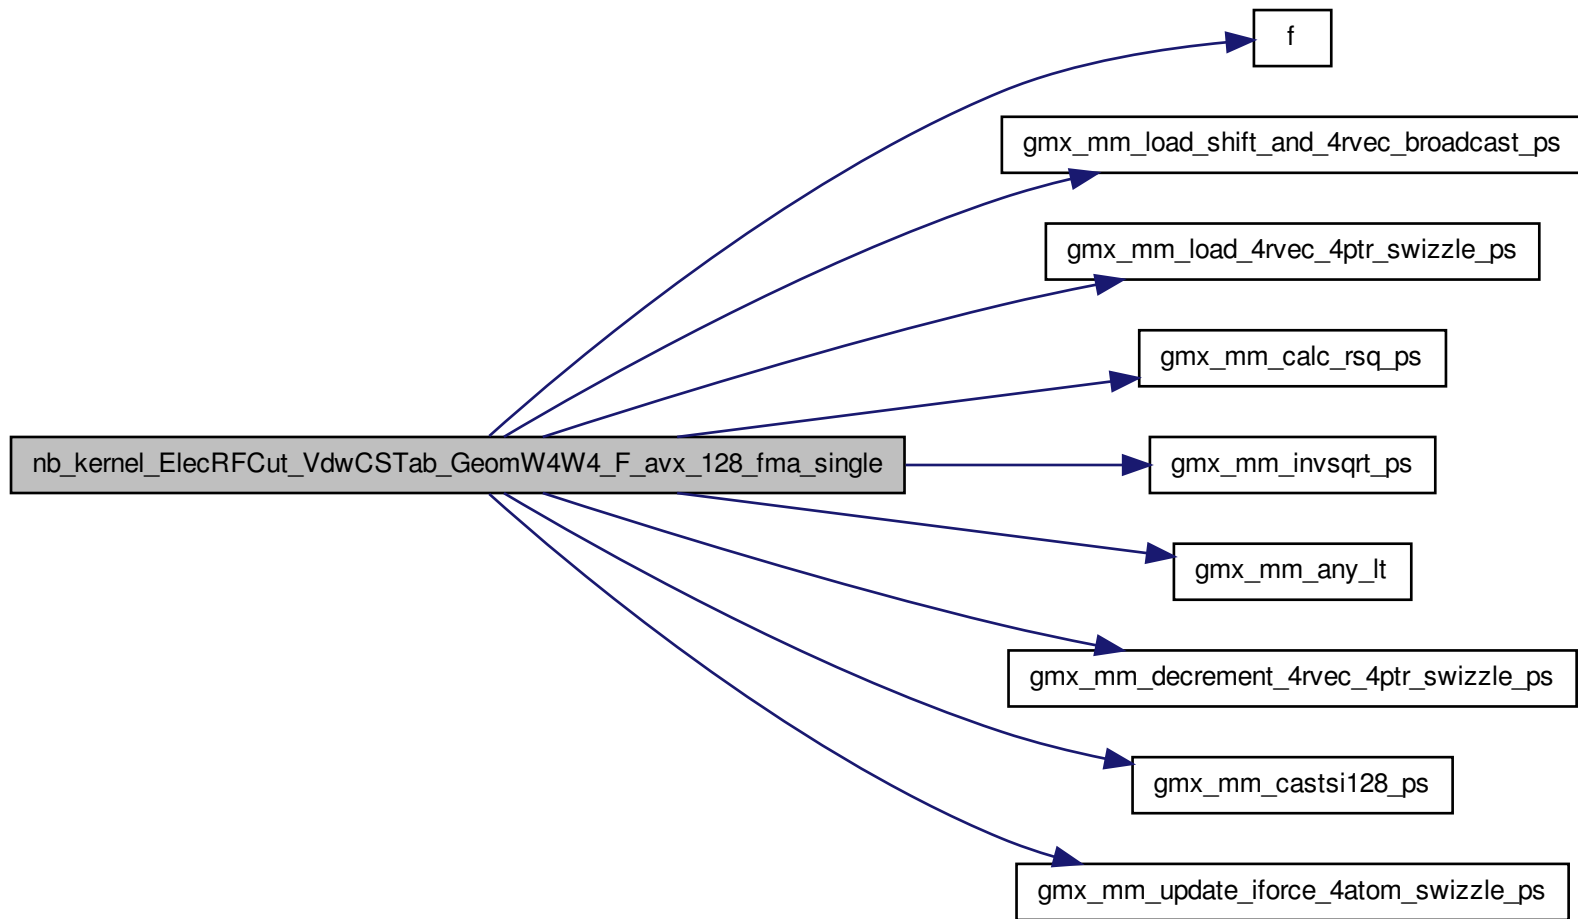 f
gmx_mm_load_shift_and_4rvec_broadcast_ps
gmx_mm_load_4rvec_4ptr_swizzle_ps
gmx_mm_calc_rsq_ps
nb_kernel_ElecRFCut_VdwCSTab_GeomW4W4_F_avx_128_fma_single
gmx_mm_invsqrt_ps
gmx_mm_any_lt
gmx_mm_decrement_4rvec_4ptr_swizzle_ps
gmx_mm_castsi128_ps
gmx_mm_update_iforce_4atom_swizzle_ps